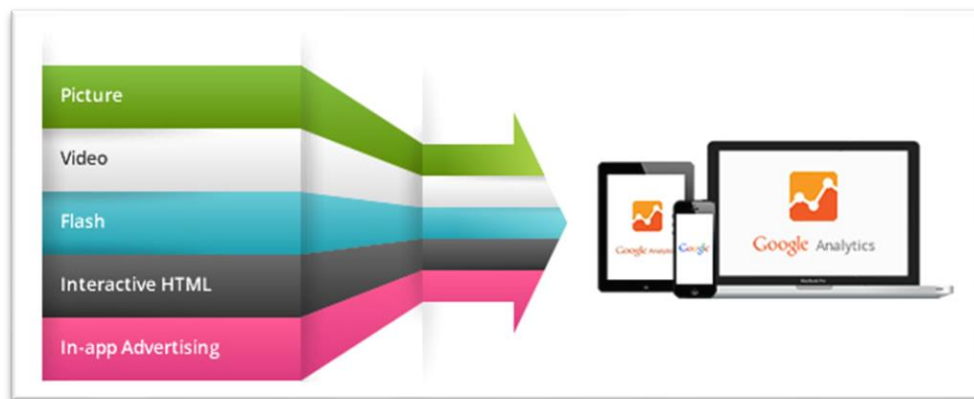 Picture
Video
Flash
Interactive HTML
In-app Advertising
Google Analytics
Google
Google Analytics